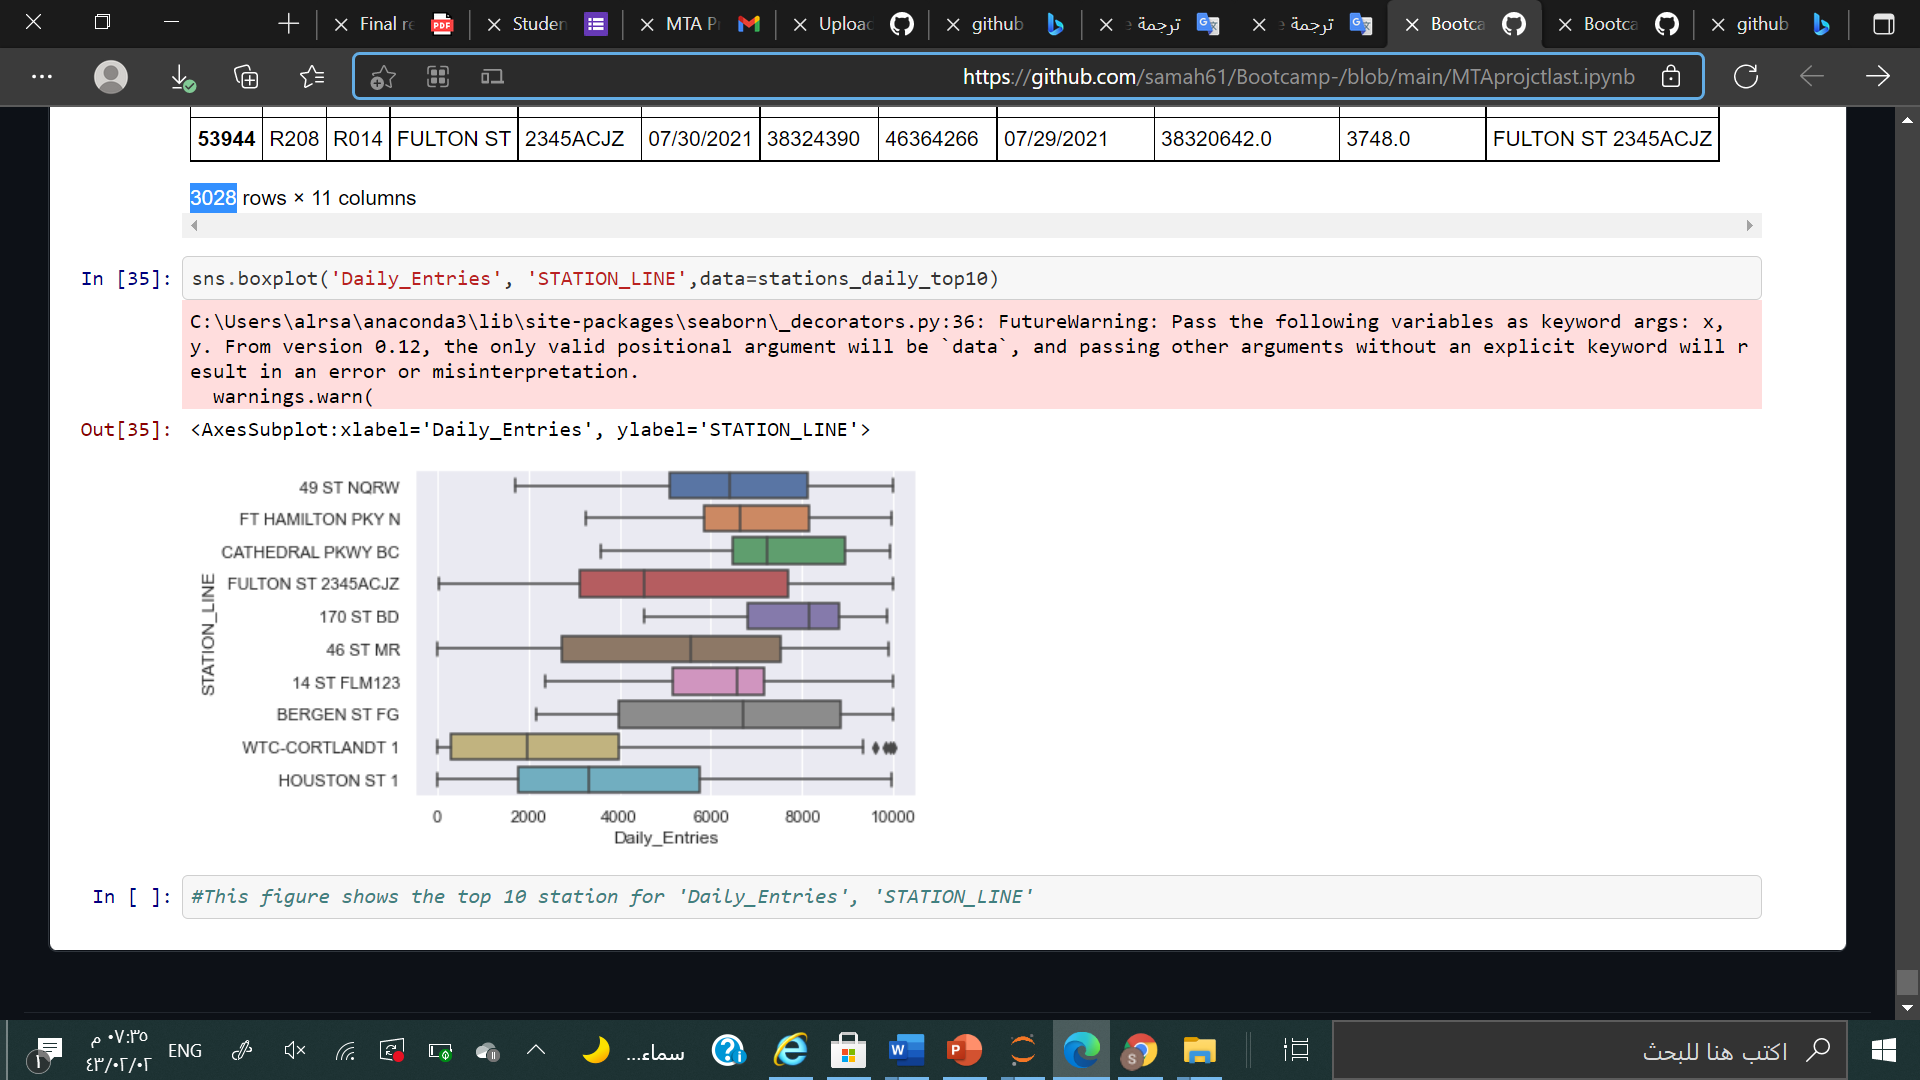 Final re
Studen
MTA P
Upload
github
ترجمة
ترجمة
Bootca
Bootca
github
https://github.com/samah61/Bootcamp-/blob/main/MTAprojctlast.ipynb
53944 R208 R014 FULTON ST 2345ACJZ 07/30/2021 38324390 46364266 07/29/2021 38320642.0 3748.0 FULTON ST 2345ACJZ
3028 rows × 11 columns
In [35]: sns.boxplot('Daily_Entries', 'STATION_LINE',data=stations_daily_top10)
C:\Users\alrsa\anaconda3\lib\site-packages\seaborn\_decorators.py:36: FutureWarning: Pass the following variables as keyword args: x,
y. From version 0.12, the only valid positional argument will be `data`, and passing other arguments without an explicit keyword will r
esult in an error or misinterpretation.
warnings.warn(
Out[35]: <AxesSubplot:xlabel='Daily_Entries', ylabel='STATION_LINE'>
STATION_LINE
49 ST NQRW
FT HAMILTON PKY N
CATHEDRAL PKWY BC
FULTON ST 2345ACJZ
170 ST BD
46 ST MR
14 ST FLM123
BERGEN ST FG
WTC-CORTLANDT 1
HOUSTON ST 1
0 2000 4000 6000 8000 10000
Daily_Entries
In [ ]: #This figure shows the top 10 station for 'Daily_Entries', 'STATION_LINE'
٠٧:٣٥ م
٤٣/٠٢/٠٢
ENG
سماء...
اكتب هنا للبحث